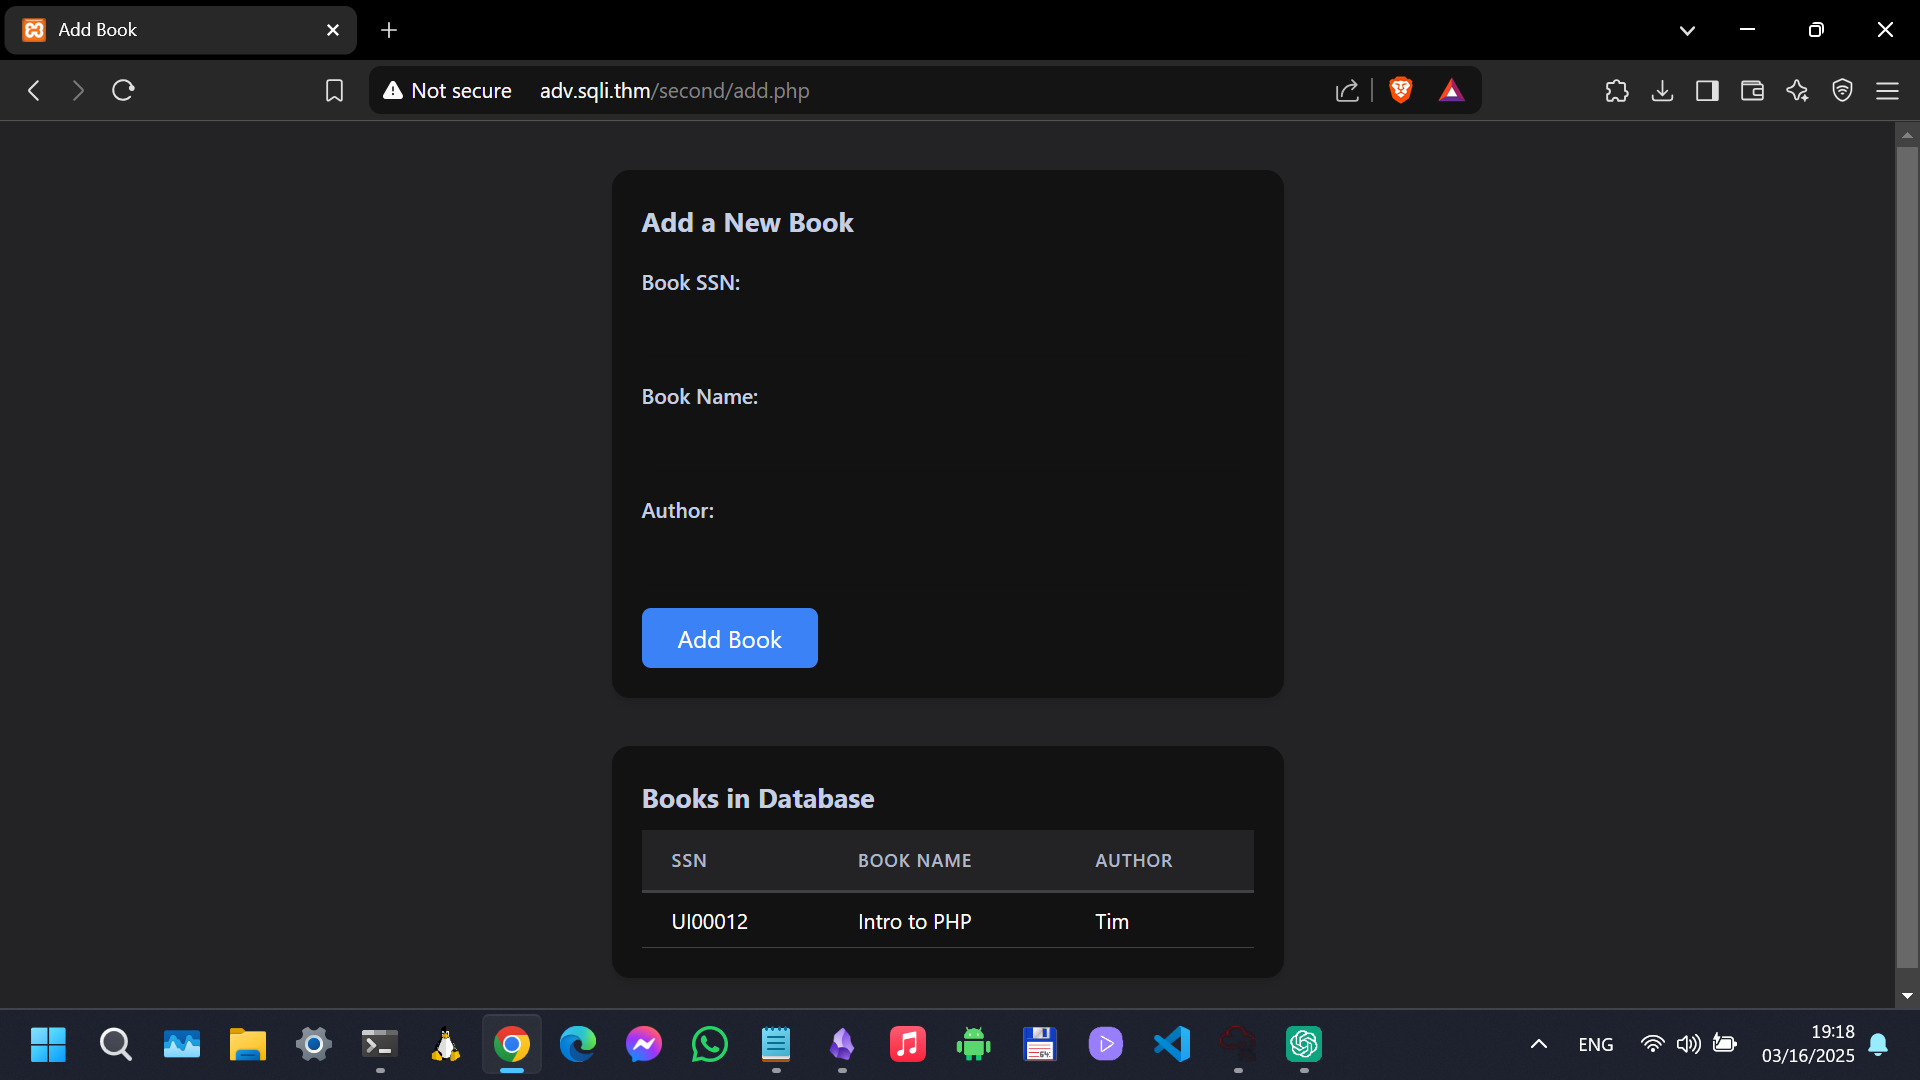 Add Book
Not secure adv.sqli.thm/second/add.php
Add a New Book
Book SSN:
Book Name:
Author:
Add Book
Books in Database
SSN BOOK NAME AUTHOR
UI00012 Intro to PHP Tim
64
ENG
19:18
03/16/2025